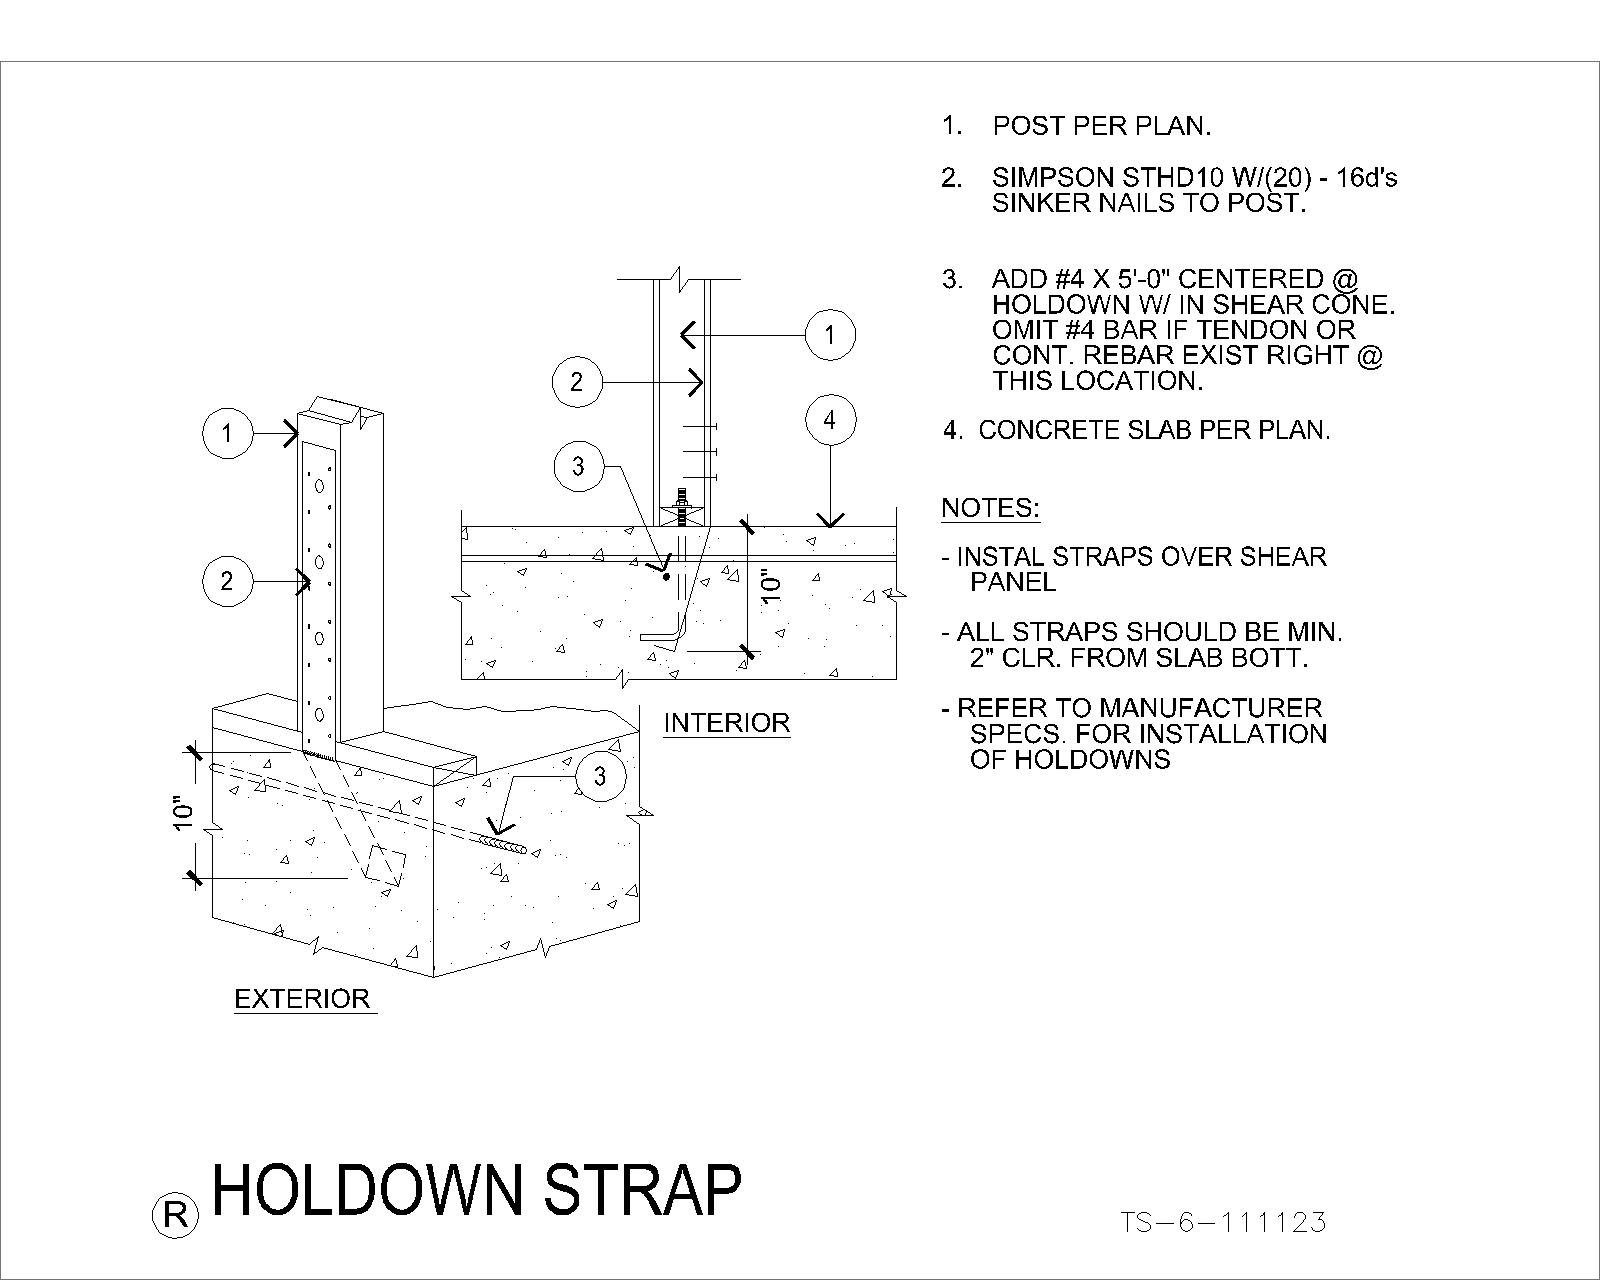 1. POST PER PLAN.
2. SIMPSON STHD10 W/(20) - 16d's
SINKER NAILS TO POST.
3. ADD #4 X 5'-0" CENTERED @
HOLDOWN W/ IN SHEAR CONE.
OMIT #4 BAR IF TENDON OR
CONT. REBAR EXIST RIGHT @
THIS LOCATION.
4. CONCRETE SLAB PER PLAN.
NOTES:
- INSTAL STRAPS OVER SHEAR
PANEL
- ALL STRAPS SHOULD BE MIN.
2" CLR. FROM SLAB BOTT.
- REFER TO MANUFACTURER
SPECS. FOR INSTALLATION
OF HOLDOWNS
1
2
3
4
10"
INTERIOR
1
2
3
10"
EXTERIOR
R HOLDOWN STRAP
TS-6-111123